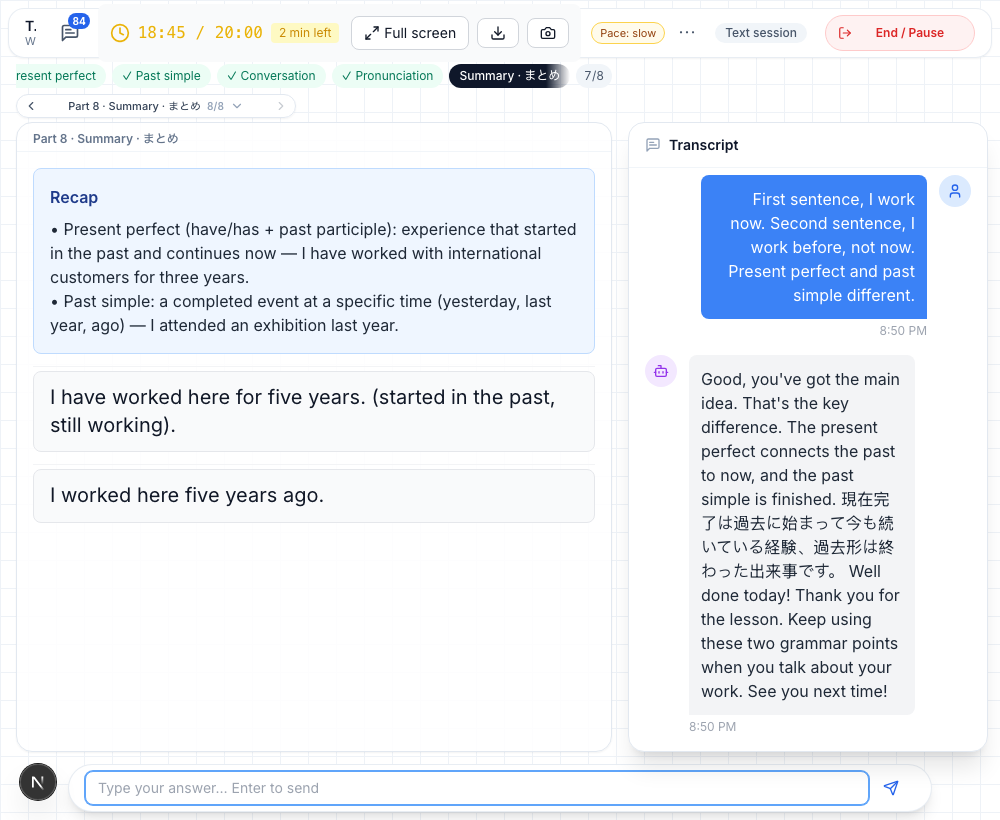 T.
W
84
18:45 / 20:00
2 min left
Full screen
Pace: slow
Text session
End / Pause
resent perfect
✓ Past simple
✓ Conversation
✓ Pronunciation
Summary · まとめ
7/8
Part 8 · Summary · まとめ 8/8
Part 8 · Summary · まとめ
Recap
• Present perfect (have/has + past participle): experience that started
in the past and continues now — I have worked with international
customers for three years.
• Past simple: a completed event at a specific time (yesterday, last
year, ago) — I attended an exhibition last year.
I have worked here for five years. (started in the past,
still working).
I worked here five years ago.
Transcript
First sentence, I work
now. Second sentence, I
work before, not now.
Present perfect and past
simple different.
8:50 PM
Good, you've got the main
idea. That's the key
difference. The present
perfect connects the past
to now, and the past
simple is finished. 現在完
了は過去に始まって今も続
いている経験、過去形は終
わった出来事です。 Well
done today! Thank you for
the lesson. Keep using
these two grammar points
when you talk about your
work. See you next time!
8:50 PM
N
Type your answer... Enter to send